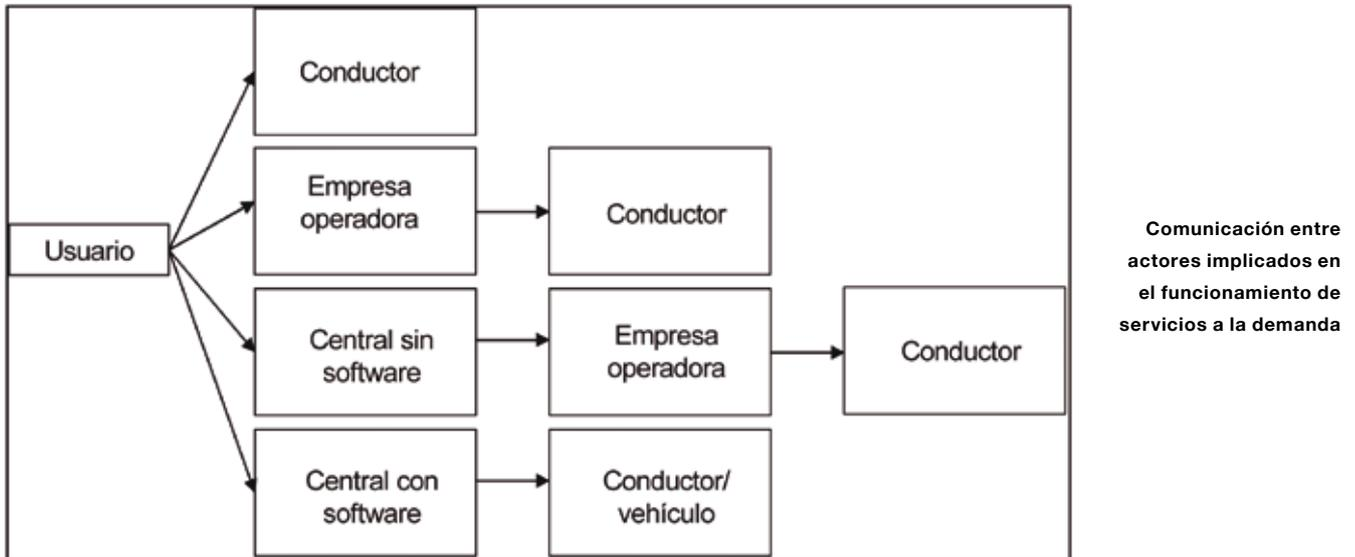 Conductor
Empresa
operadora
Conductor
Usuario
Central sin
software
Empresa
operadora
Conductor
Central con
software
Conductor/
vehículo
Comunicación entre
actores implicados en
el funcionamiento de
servicios a la demanda